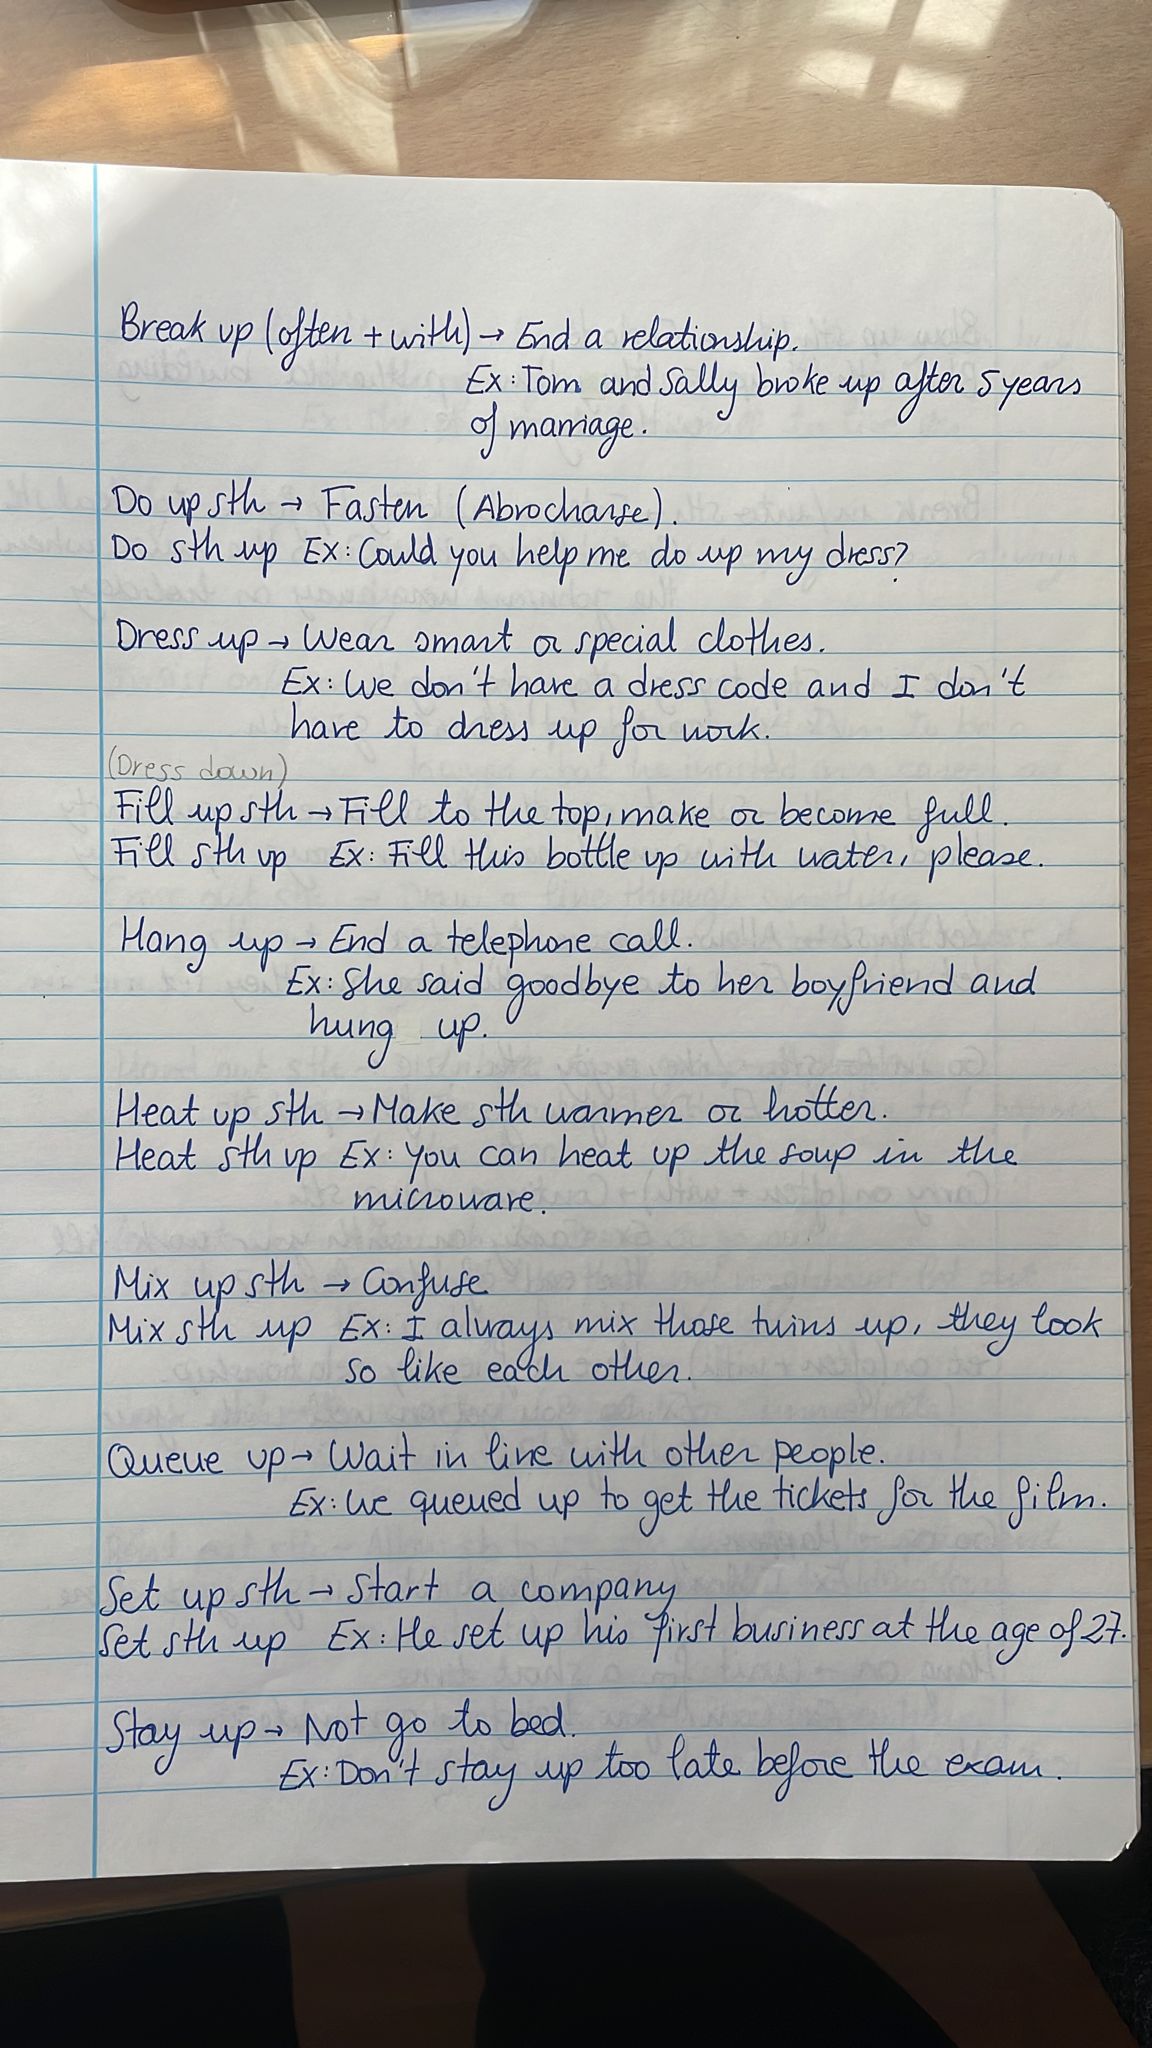 Break up (often + with) → End a relationship.
Ex: Tom and Sally broke up after 5 years
of marriage.
Do up sth → Fasten (Abrocharse).
Do sth up Ex: Could you help me do up my dress?
Dress up → Wear smart or special clothes.
Ex: We don't have a dress code and I don't
have to dress up for work.
(Dress down)
Fill up sth → Fill to the top, make or become full.
Fill sth up Ex: Fill this bottle up with water, please.
Hang up → End a telephone call.
Ex: She said goodbye to her boyfriend and
hung up.
Heat up sth → Make sth warmer or hotter.
Heat sth up Ex: You can heat up the soup in the
microware.
Mix up sth → Confuse
Mix sth up Ex: I always mix those twins up, they look
so like each other.
Queue up → Wait in line with other people.
Ex: We queued up to get the tickets for the film.
Set up sth → Start a company
Set sth up Ex: He set up his first business at the age of 27.
Stay up → Not go to bed.
Ex: Don't stay up too late before the exam.